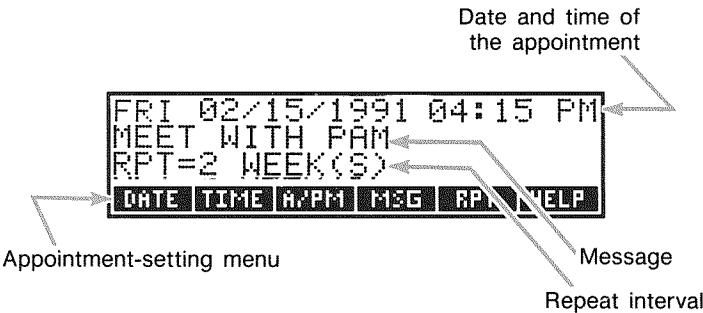 Date and time of
the appointment
FRI 02/15/1991 04:15 PM
MEET WITH PAM
RPT=2 WEEK(S)
DATE TIME A/PM MSG RPT HELP
Appointment-setting menu
Message
Repeat interval